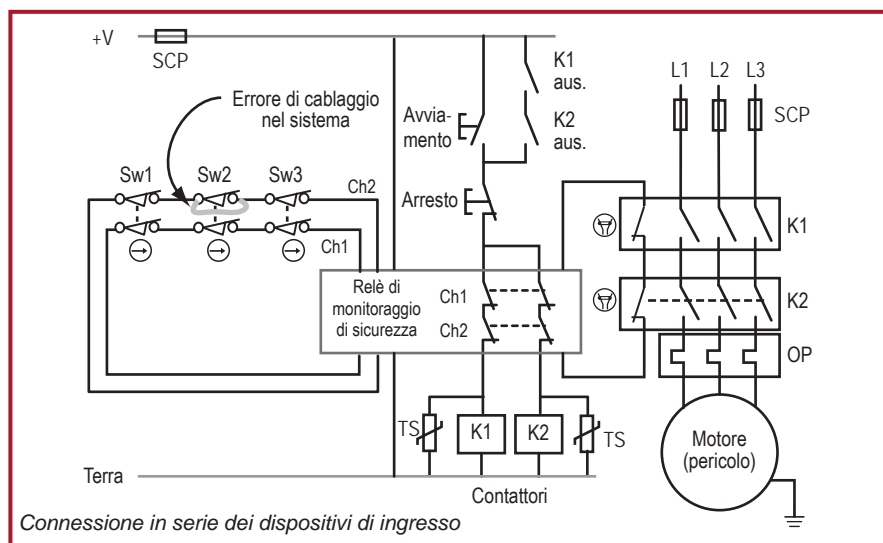 +V
SCP
Errore di cablaggio
nel sistema
Sw1
Sw2
Sw3
Ch2
Ch1
Avvia-
mento
K1
aus.
K2
aus.
Arresto
L1
L2
L3
SCP
K1
K2
OP
Relè di
monitoraggio
di sicurezza
Ch1
Ch2
TS
K1
K2
TS
Motore
(pericolo)
Terra
Contattori
Connessione in serie dei dispositivi di ingresso